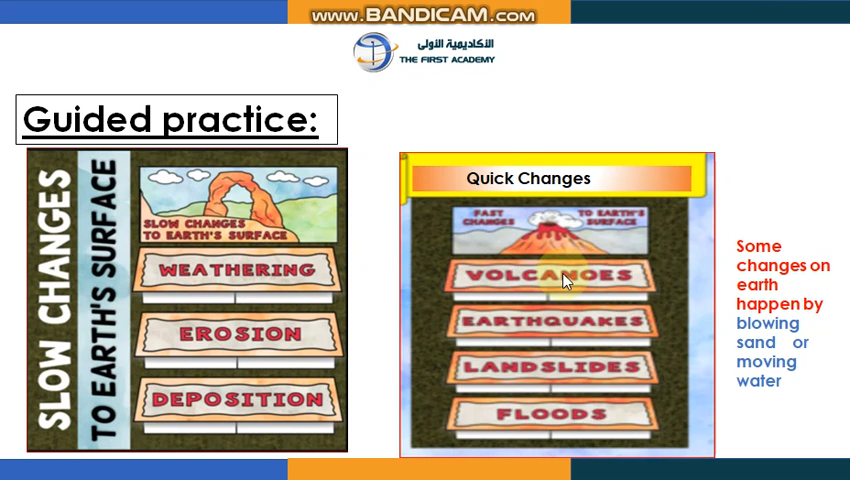 www.BANDICAM.com
الأكاديمية الأولى
THE FIRST ACADEMY
Guided practice:
SLOW CHANGES
TO EARTH'S SURFACE
SLOW CHANGES
TO EARTH'S SURFACE
WEATHERING
EROSION
DEPOSITION
Quick Changes
FAST CHANGES
TO EARTH'S SURFACE
VOLCANOES
EARTHQUAKES
LANDSLIDES
FLOODS
Some
changes on
earth
happen by
blowing
sand or
moving
water